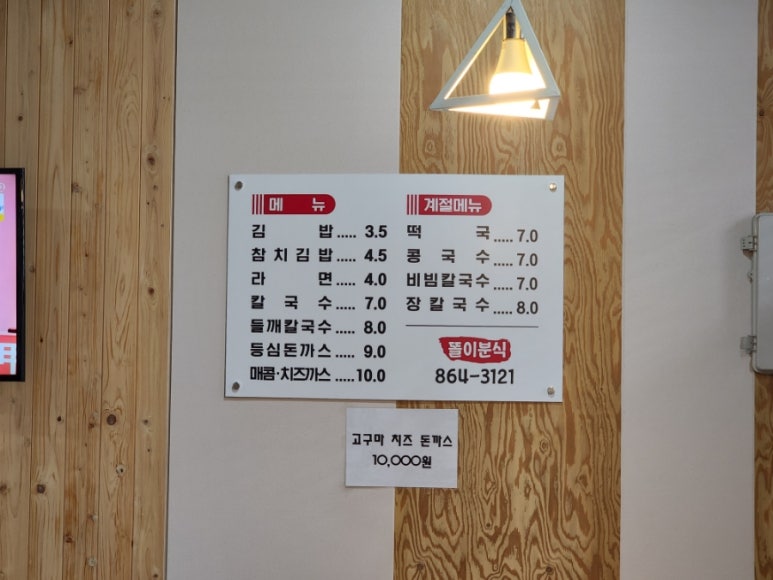 메 뉴
김 밥 ..... 3.5
참치김밥 ..... 4.5
라 면 ..... 4.0
칼 국 수 ..... 7.0
들깨칼국수 ..... 8.0
등심돈까스 ..... 9.0
매콤·치즈까스 .....10.0
계절메뉴
떡 국 ..... 7.0
콩 국 수 ..... 7.0
비빔칼국수 ..... 7.0
장칼국수 ..... 8.0
똘이분식
864-3121
고구마 치즈 돈까스
10,000원